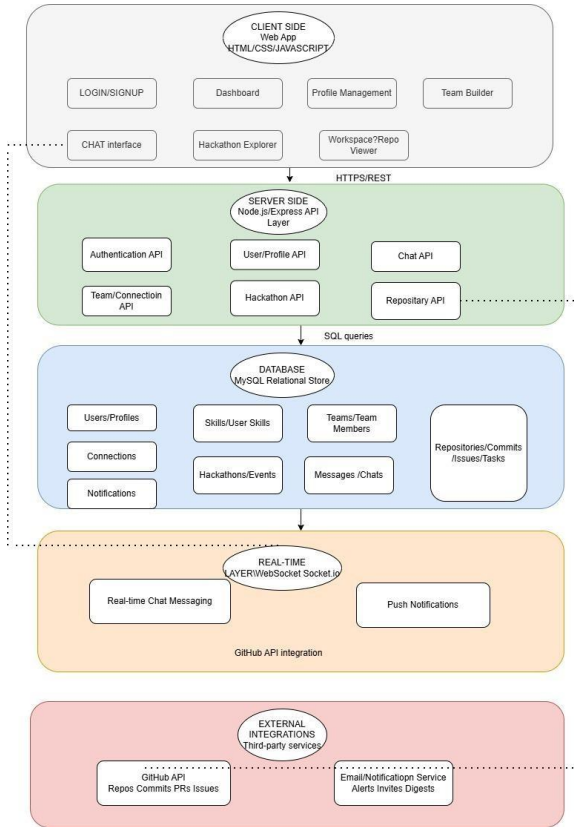 CLIENT SIDE
Web App
HTML/CSS/JAVASCRIPT
LOGIN/SIGNUP
Dashboard
Profile Management
Team Builder
CHAT interface
Hackathon Explorer
Workspace?Repo
Viewer
HTTPS/REST
SERVER SIDE
Node.js/Express API
Layer
Authentication API
User/Profile API
Chat API
Team/Connectioin
API
Hackathon API
Repositary API
SQL queries
DATABASE
MySQL Relational Store
Users/Profiles
Skills/User Skills
Teams/Team
Members
Repositories/Commits
/Issues/Tasks
Connections
Hackathons/Events
Messages /Chats
Notifications
REAL-TIME
LAYER\WebSocket Socket.io
Real-time Chat Messaging
Push Notifications
GitHub API integration
EXTERNAL
INTEGRATIONS
Third-party services
GitHub API
Repos Commits PRs Issues
Email/Notificatiopn Service
Alerts Invites Digests